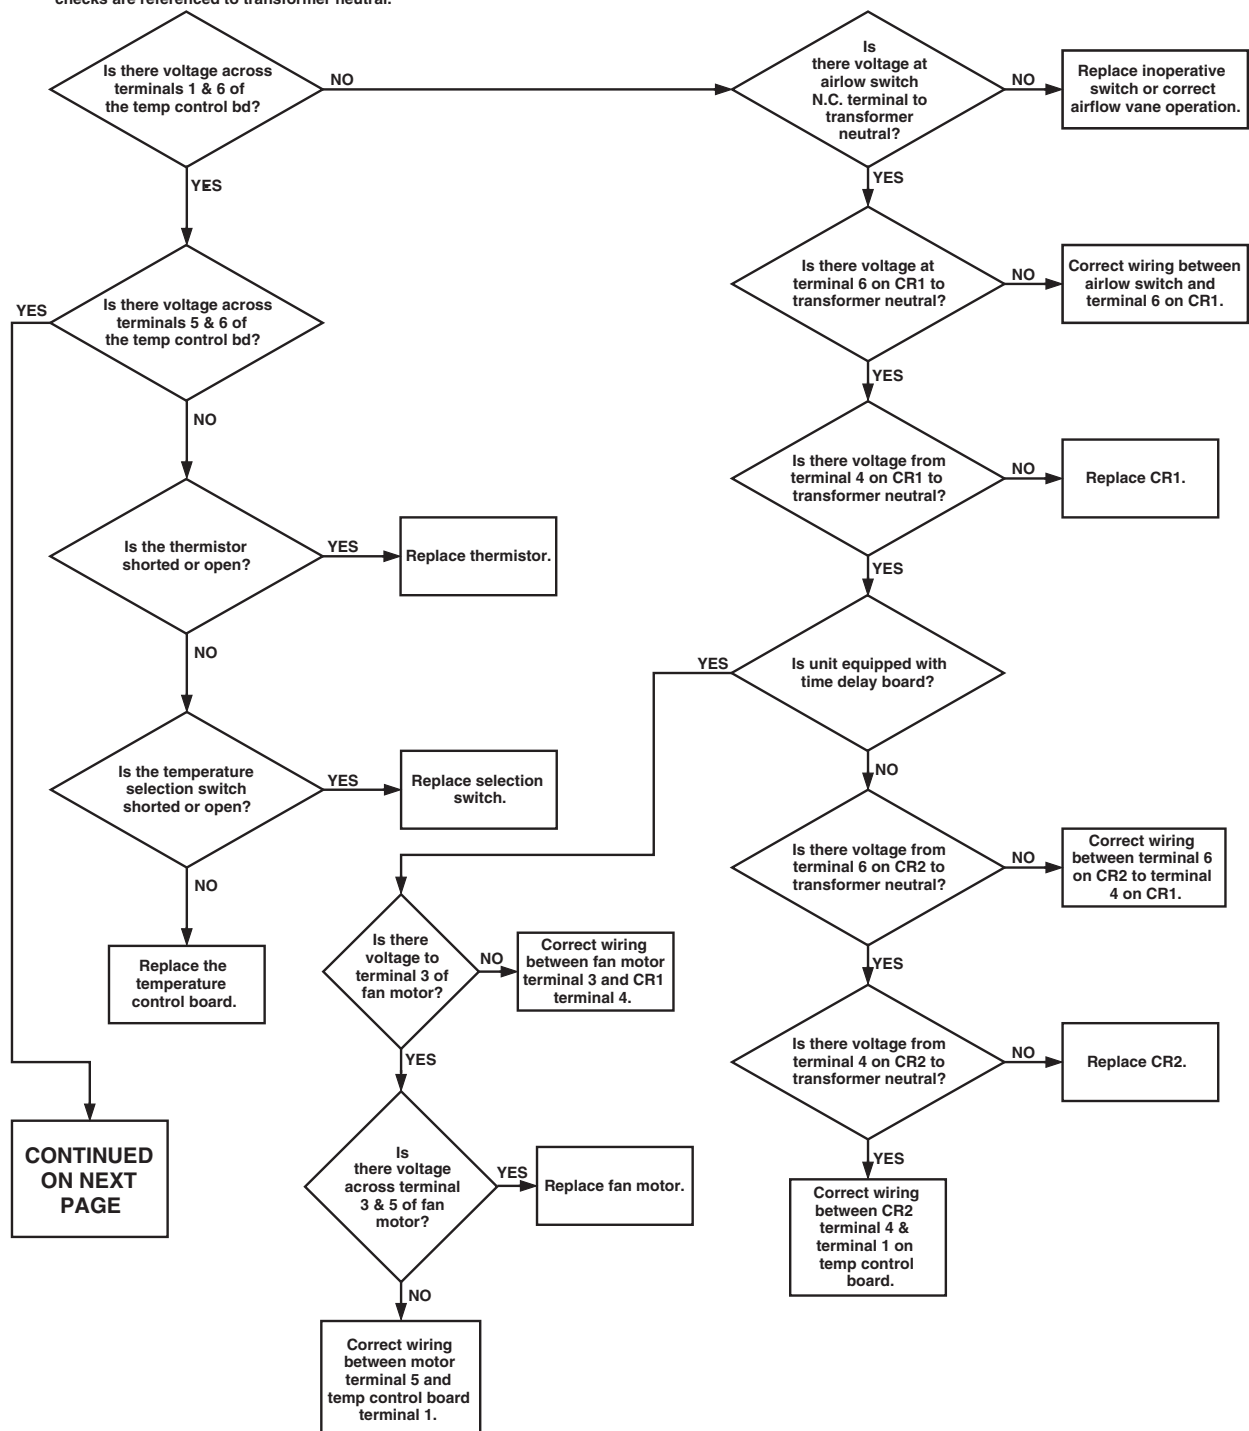 checks are referenced to transformer neutral.
Is there voltage across
terminals 1 & 6 of
the temp control bd?
NO
YES
Is
there voltage at
airlow switch
N.C. terminal to
transformer
neutral?
NO
Replace inoperative
switch or correct
airflow vane operation.
YES
Is there voltage across
terminals 5 & 6 of
the temp control bd?
YES
NO
Is there voltage at
terminal 6 on CR1 to
transformer neutral?
NO
Correct wiring between
airlow switch and
terminal 6 on CR1.
YES
Is there voltage from
terminal 4 on CR1 to
transformer neutral?
NO
Replace CR1.
YES
Is the thermistor
shorted or open?
YES
Replace thermistor.
NO
Is unit equipped with
time delay board?
YES
NO
Is the temperature
selection switch
shorted or open?
YES
Replace selection
switch.
NO
Replace the
temperature
control board.
Is there voltage from
terminal 6 on CR2 to
transformer neutral?
NO
Correct wiring
between terminal 6
on CR2 to terminal
4 on CR1.
YES
Is there
voltage to
terminal 3 of
fan motor?
NO
Correct wiring
between fan motor
terminal 3 and CR1
terminal 4.
YES
Is there voltage from
terminal 4 on CR2 to
transformer neutral?
NO
Replace CR2.
YES
Correct wiring
between CR2
terminal 4 &
terminal 1 on
temp control
board.
CONTINUED
ON NEXT
PAGE
Is
there voltage
across terminal
3 & 5 of fan
motor?
YES
Replace fan motor.
NO
Correct wiring
between motor
terminal 5 and
temp control board
terminal 1.